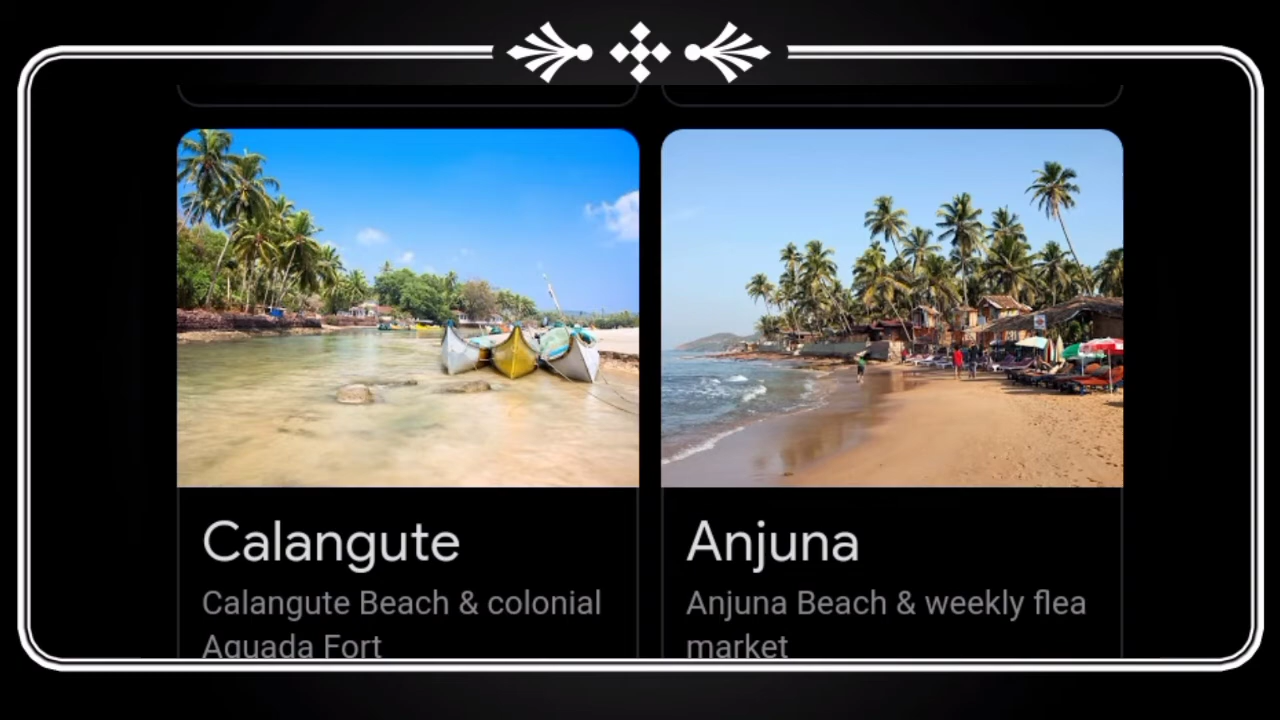 Calangute
Calangute Beach & colonial
Aguada Fort
Anjuna
Anjuna Beach & weekly flea
market